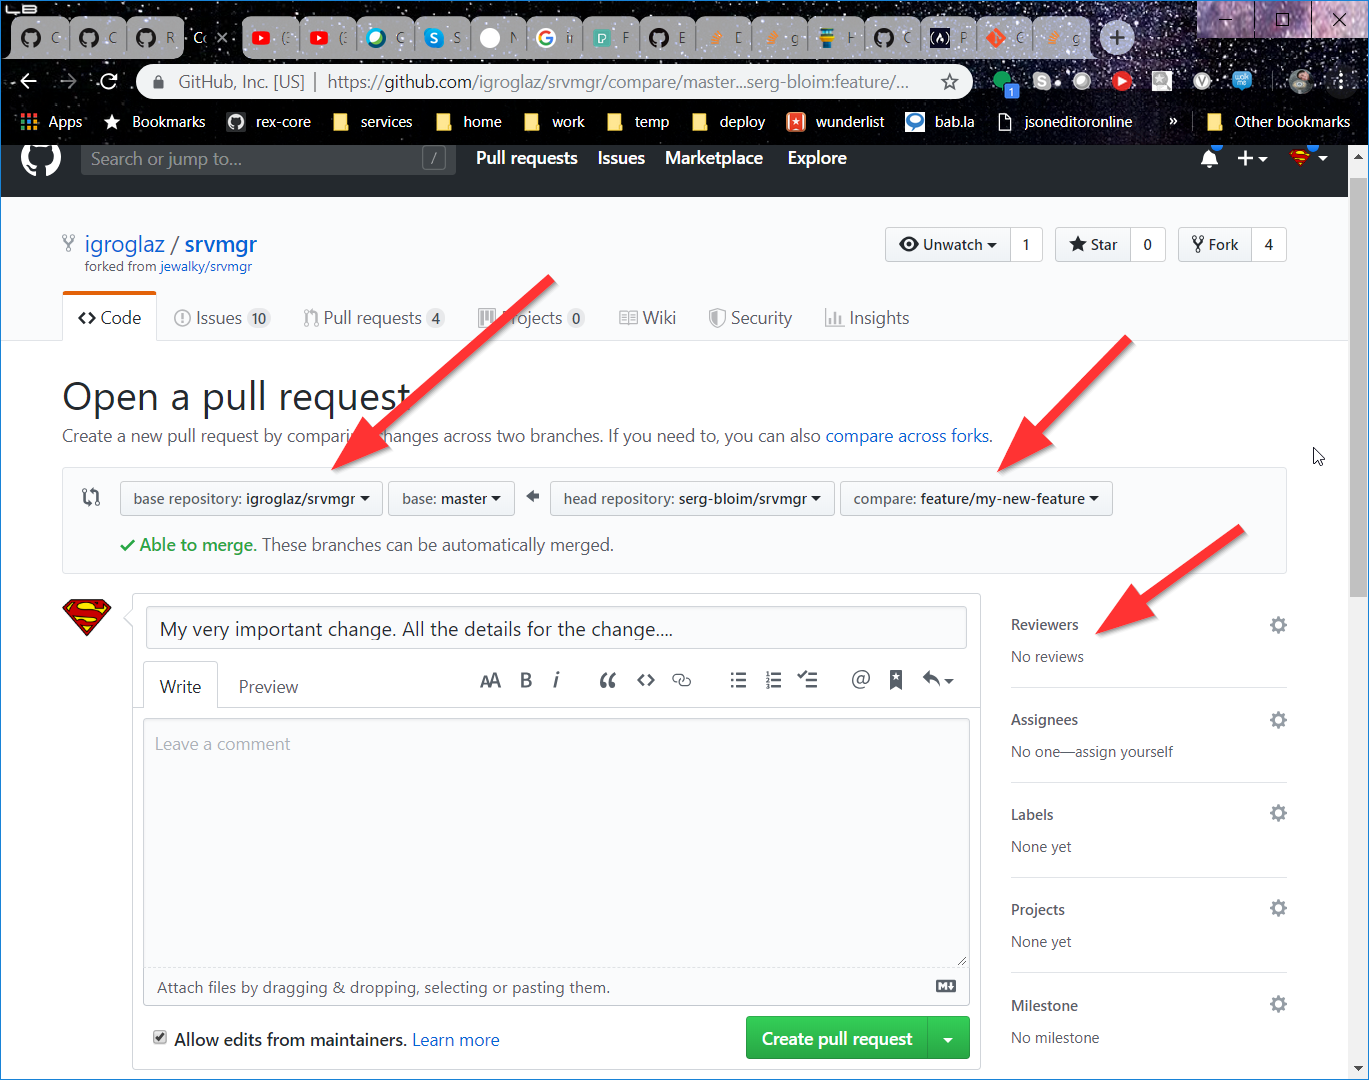 GitHub, Inc. [US] | https://github.com/igroglaz/srvmgr/compare/master...serg-bloim:feature/...
1
Apps Bookmarks rex-core services home work temp deploy wunderlist bab.la jsoneditoronline » Other bookmarks
Search or jump to... / Pull requests Issues Marketplace Explore
igroglaz / srvmgr Unwatch 1 Star 0 Fork 4
forked from jewalky/srvmgr
<> Code Issues 10 Pull requests 4 rojects 0 Wiki Security Insights
Open a pull request
Create a new pull request by comparing changes across two branches. If you need to, you can also compare across forks.
base repository: igroglaz/srvmgr base: master head repository: serg-bloim/srvmgr compare: feature/my-new-feature
Able to merge. These branches can be automatically merged.
My very important change. All the details for the change....
Reviewers
No reviews
Write Preview AA B i
Assignees
No one—assign yourself
Leave a comment
Labels
None yet
Projects
None yet
Attach files by dragging & dropping, selecting or pasting them.
Milestone
No milestone
Allow edits from maintainers. Learn more Create pull request